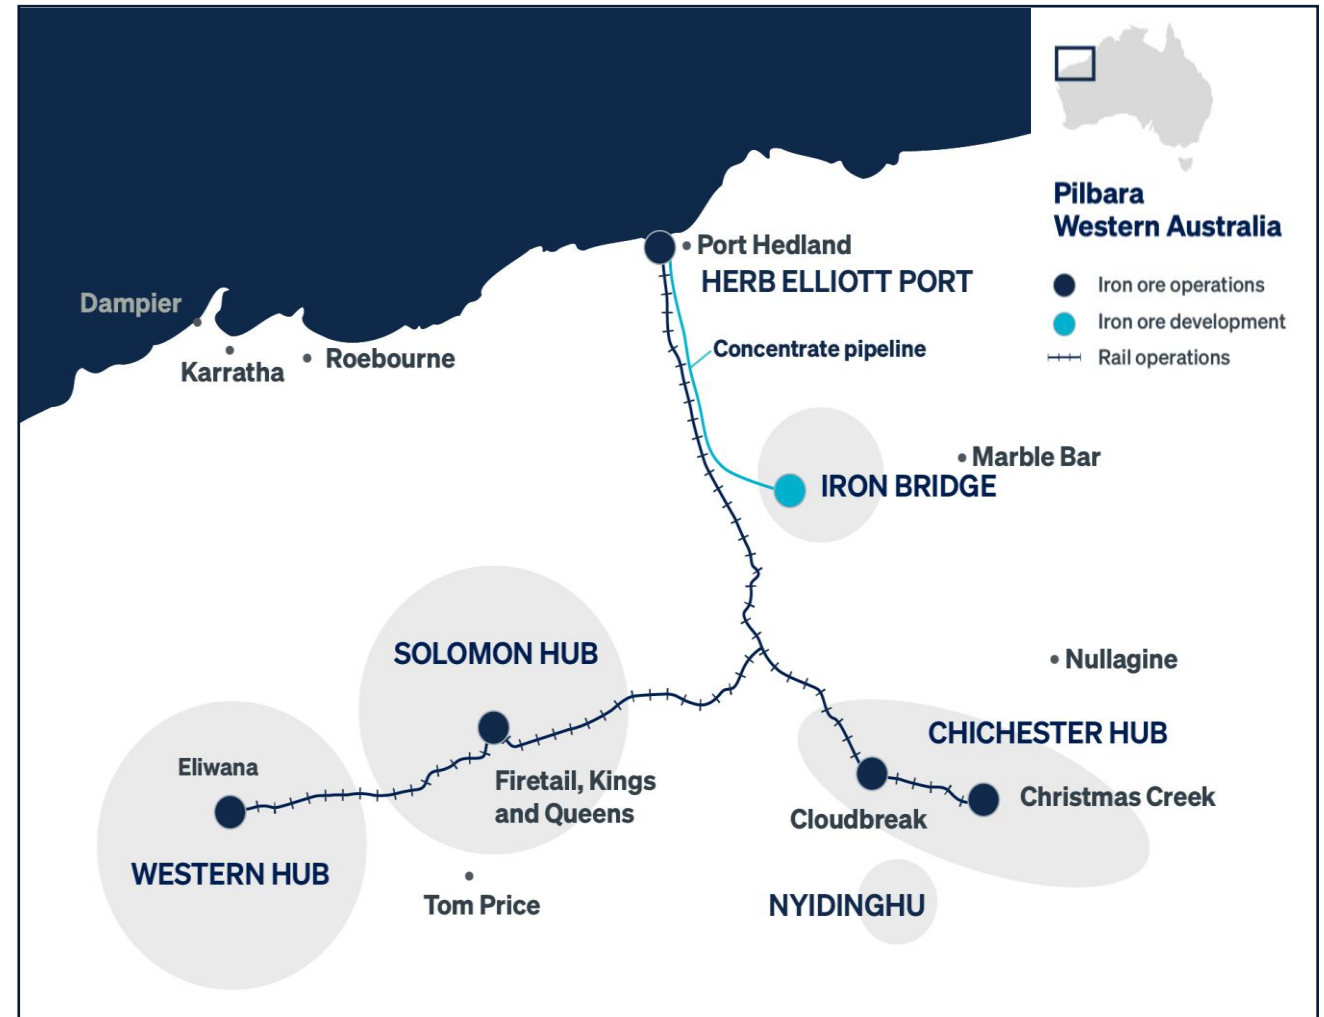 Pilbara
Western Australia
Iron ore operations
Iron ore development
Rail operations
Port Hedland
HERB ELLIOTT PORT
Dampier
Karratha
Roebourne
Concentrate pipeline
Marble Bar
IRON BRIDGE
SOLOMON HUB
Nullagine
CHICHESTER HUB
Eliwana
Firetail, Kings
and Queens
Christmas Creek
Cloudbreak
WESTERN HUB
Tom Price
NYIDINGHU